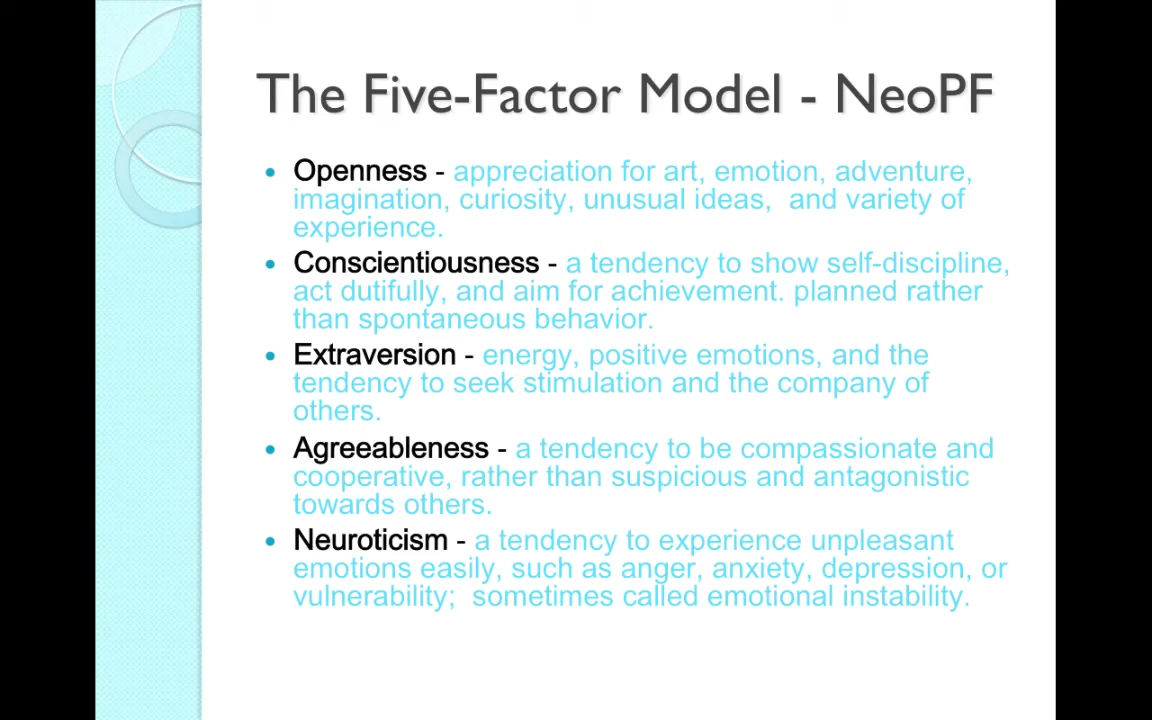 The Five-Factor Model - NeoPF
• Openness - appreciation for art, emotion, adventure,
imagination, curiosity, unusual ideas,  and variety of
experience.
• Conscientiousness - a tendency to show self-discipline,
act dutifully, and aim for achievement. planned rather
than spontaneous behavior.
• Extraversion - energy, positive emotions, and the
tendency to seek stimulation and the company of
others.
• Agreeableness - a tendency to be compassionate and
cooperative, rather than suspicious and antagonistic
towards others.
• Neuroticism - a tendency to experience unpleasant
emotions easily, such as anger, anxiety, depression, or
vulnerability;  sometimes called emotional instability.